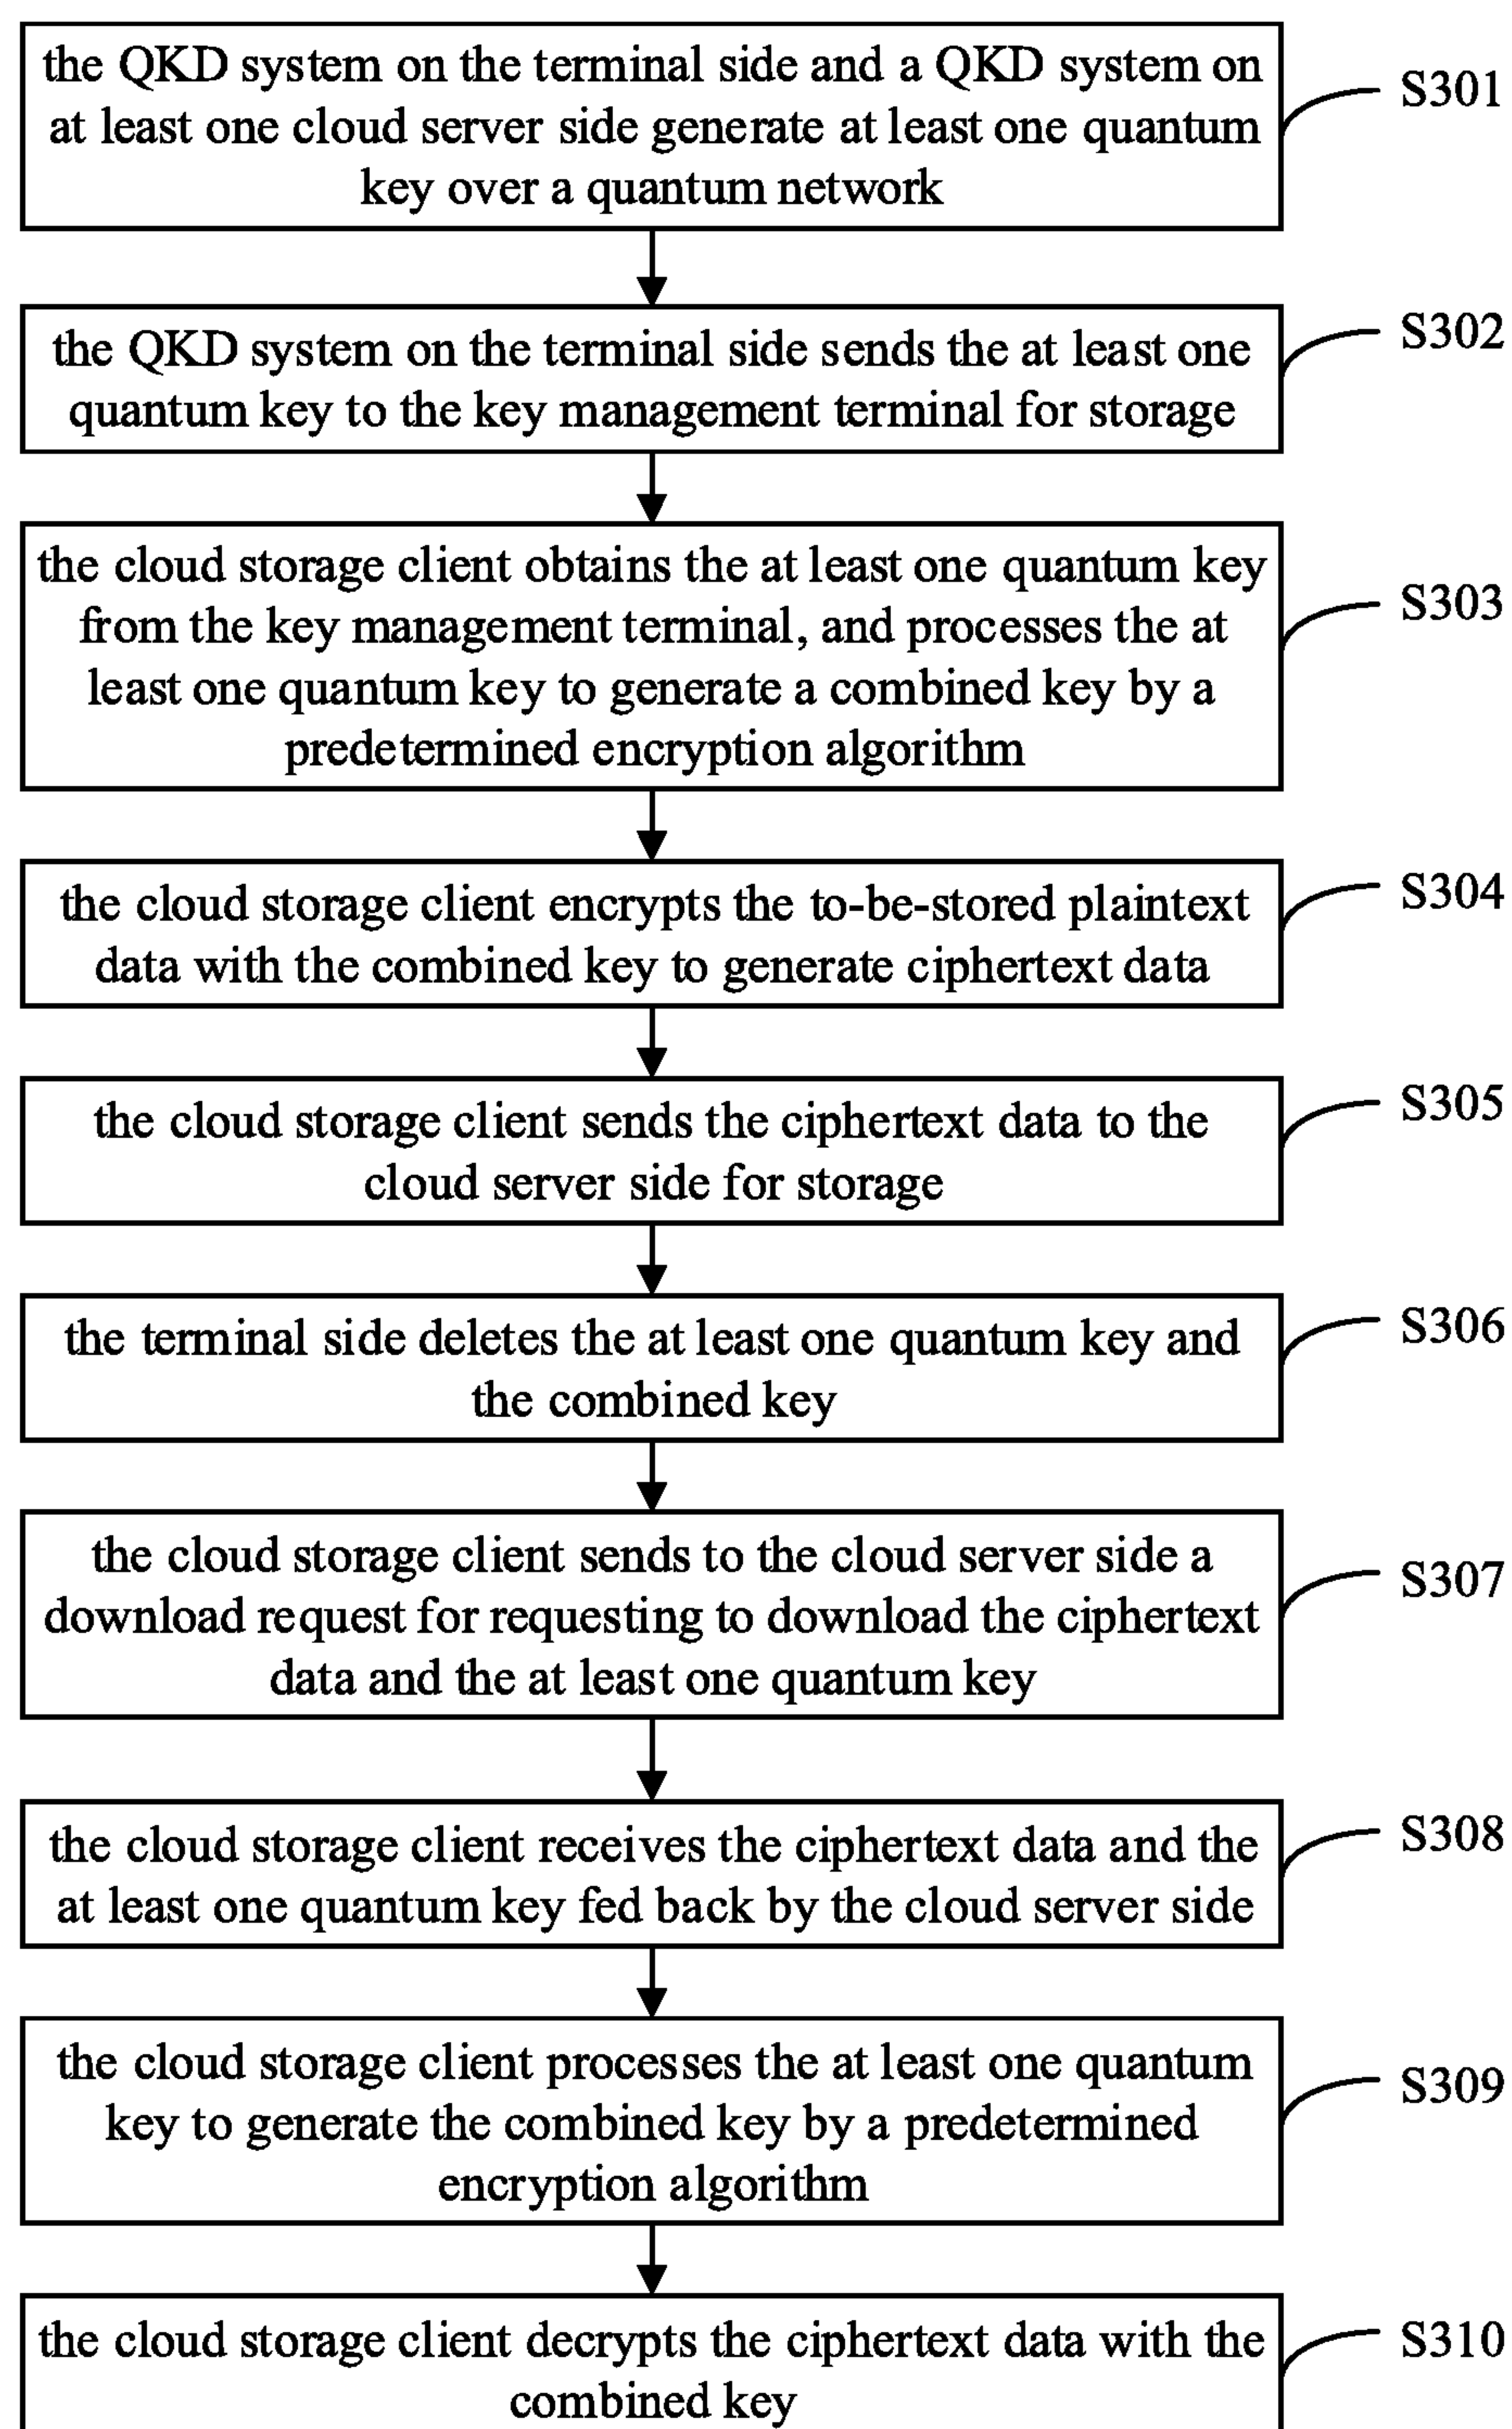 the QKD system on the terminal side and a QKD system on
at least one cloud server side generate at least one quantum
key over a quantum network
S301
the QKD system on the terminal side sends the at least one
quantum key to the key management terminal for storage
S302
the cloud storage client obtains the at least one quantum key
from the key management terminal, and processes the at
least one quantum key to generate a combined key by a
predetermined encryption algorithm
S303
the cloud storage client encrypts the to-be-stored plaintext
data with the combined key to generate ciphertext data
S304
the cloud storage client sends the ciphertext data to the
cloud server side for storage
S305
the terminal side deletes the at least one quantum key and
the combined key
S306
the cloud storage client sends to the cloud server side a
download request for requesting to download the ciphertext
data and the at least one quantum key
S307
the cloud storage client receives the ciphertext data and the
at least one quantum key fed back by the cloud server side
S308
the cloud storage client processes the at least one quantum
key to generate the combined key by a predetermined
encryption algorithm
S309
the cloud storage client decrypts the ciphertext data with the
combined key
S310